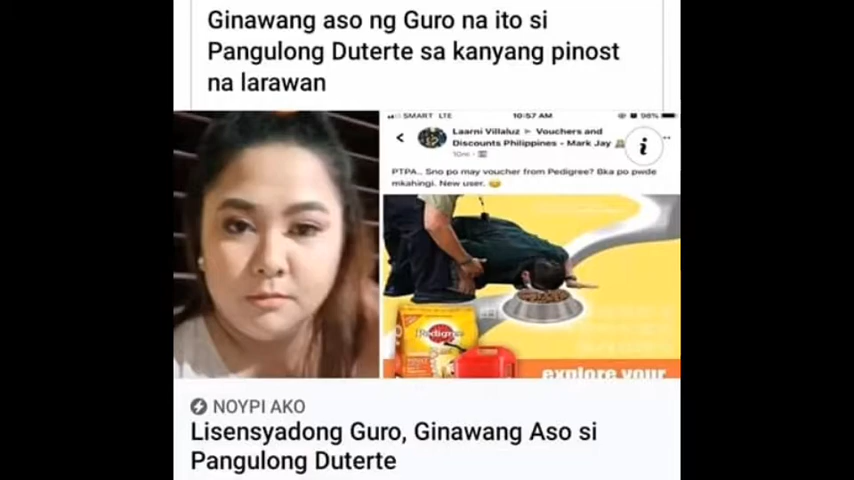 Ginawang aso ng Guro na ito si
Pangulong Duterte sa kanyang pinost
na larawan
SMART LTE 10:57 AM 98%
Laarni Villaluz ▸ Vouchers and
Discounts Philippines - Mark Jay
10m
i
PTPA.. Sno po may voucher from Pedigree? Bka po pwde
mkahingi. New user.
Pedigree
explore your
NOYPI AKO
Lisensyadong Guro, Ginawang Aso si
Pangulong Duterte